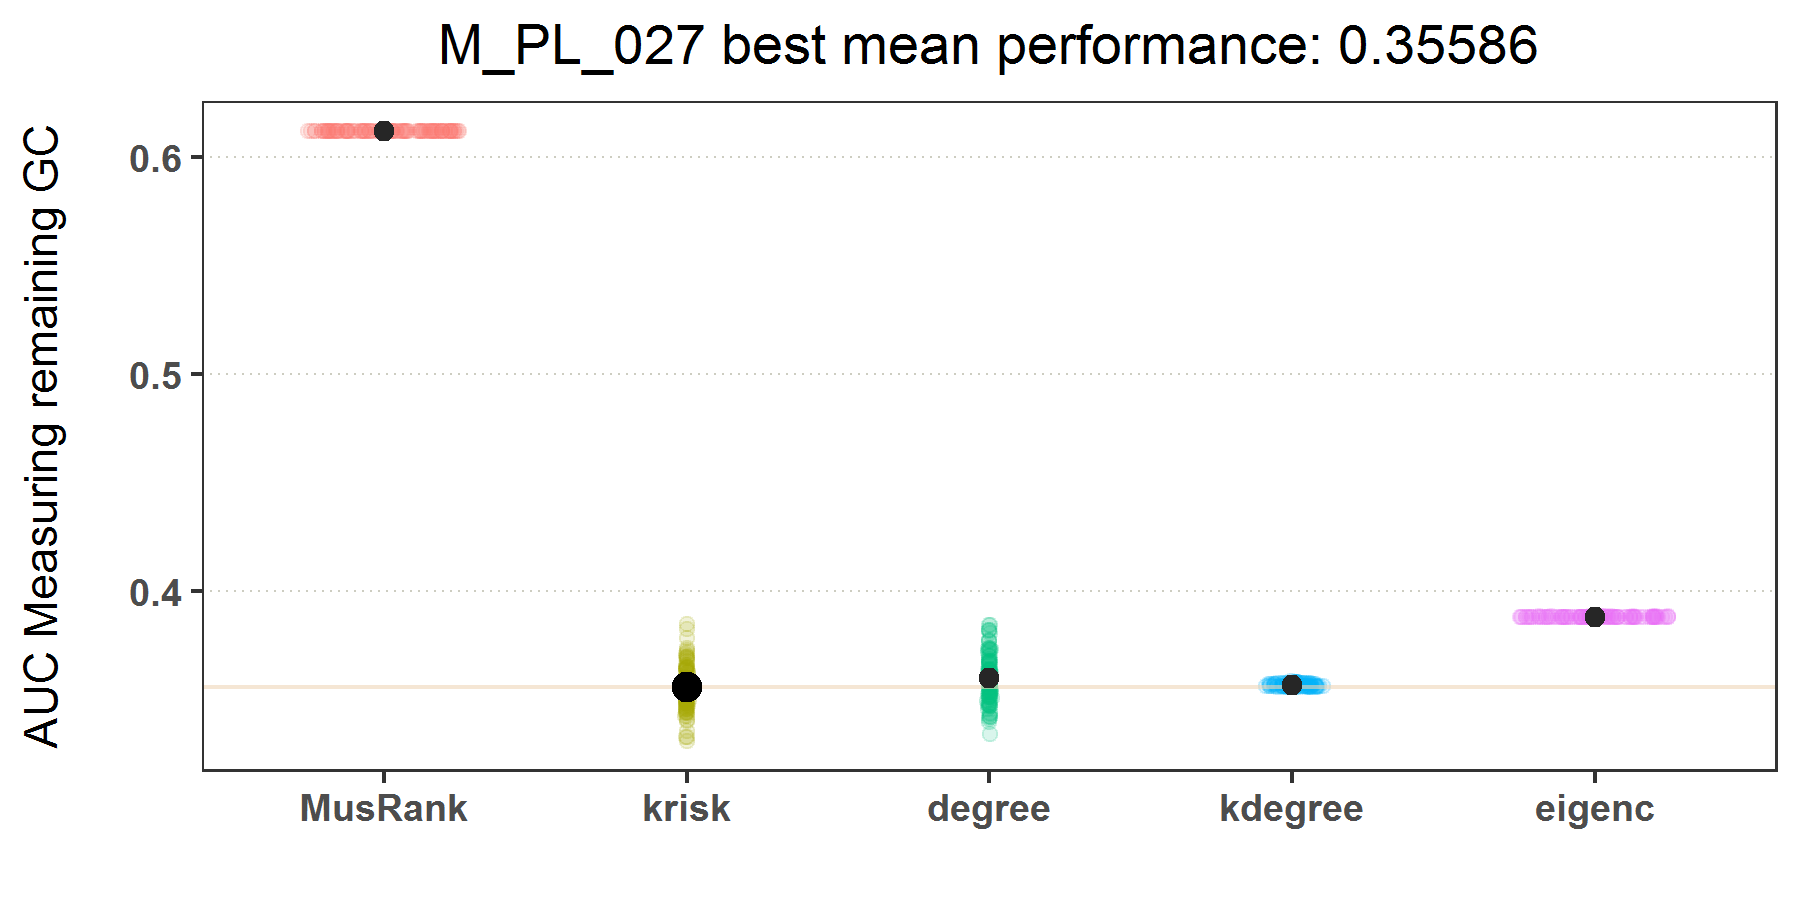 M_PL_027 best mean performance: 0.35586
AUC Measuring remaining GC
0.6
0.5
0.4
MusRank krisk degree kdegree eigenc